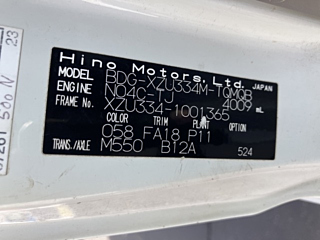 Hino Motors, Ltd. JAPAN
MODEL BDG-XZU334M-TQMQB
ENGINE N04C-TJ 4009 mL
FRAME No. XZU334-1001365
COLOR TRIM PLANT OPTION
058 FA18 P11
TRANS./AXLE M550 B12A 524
23